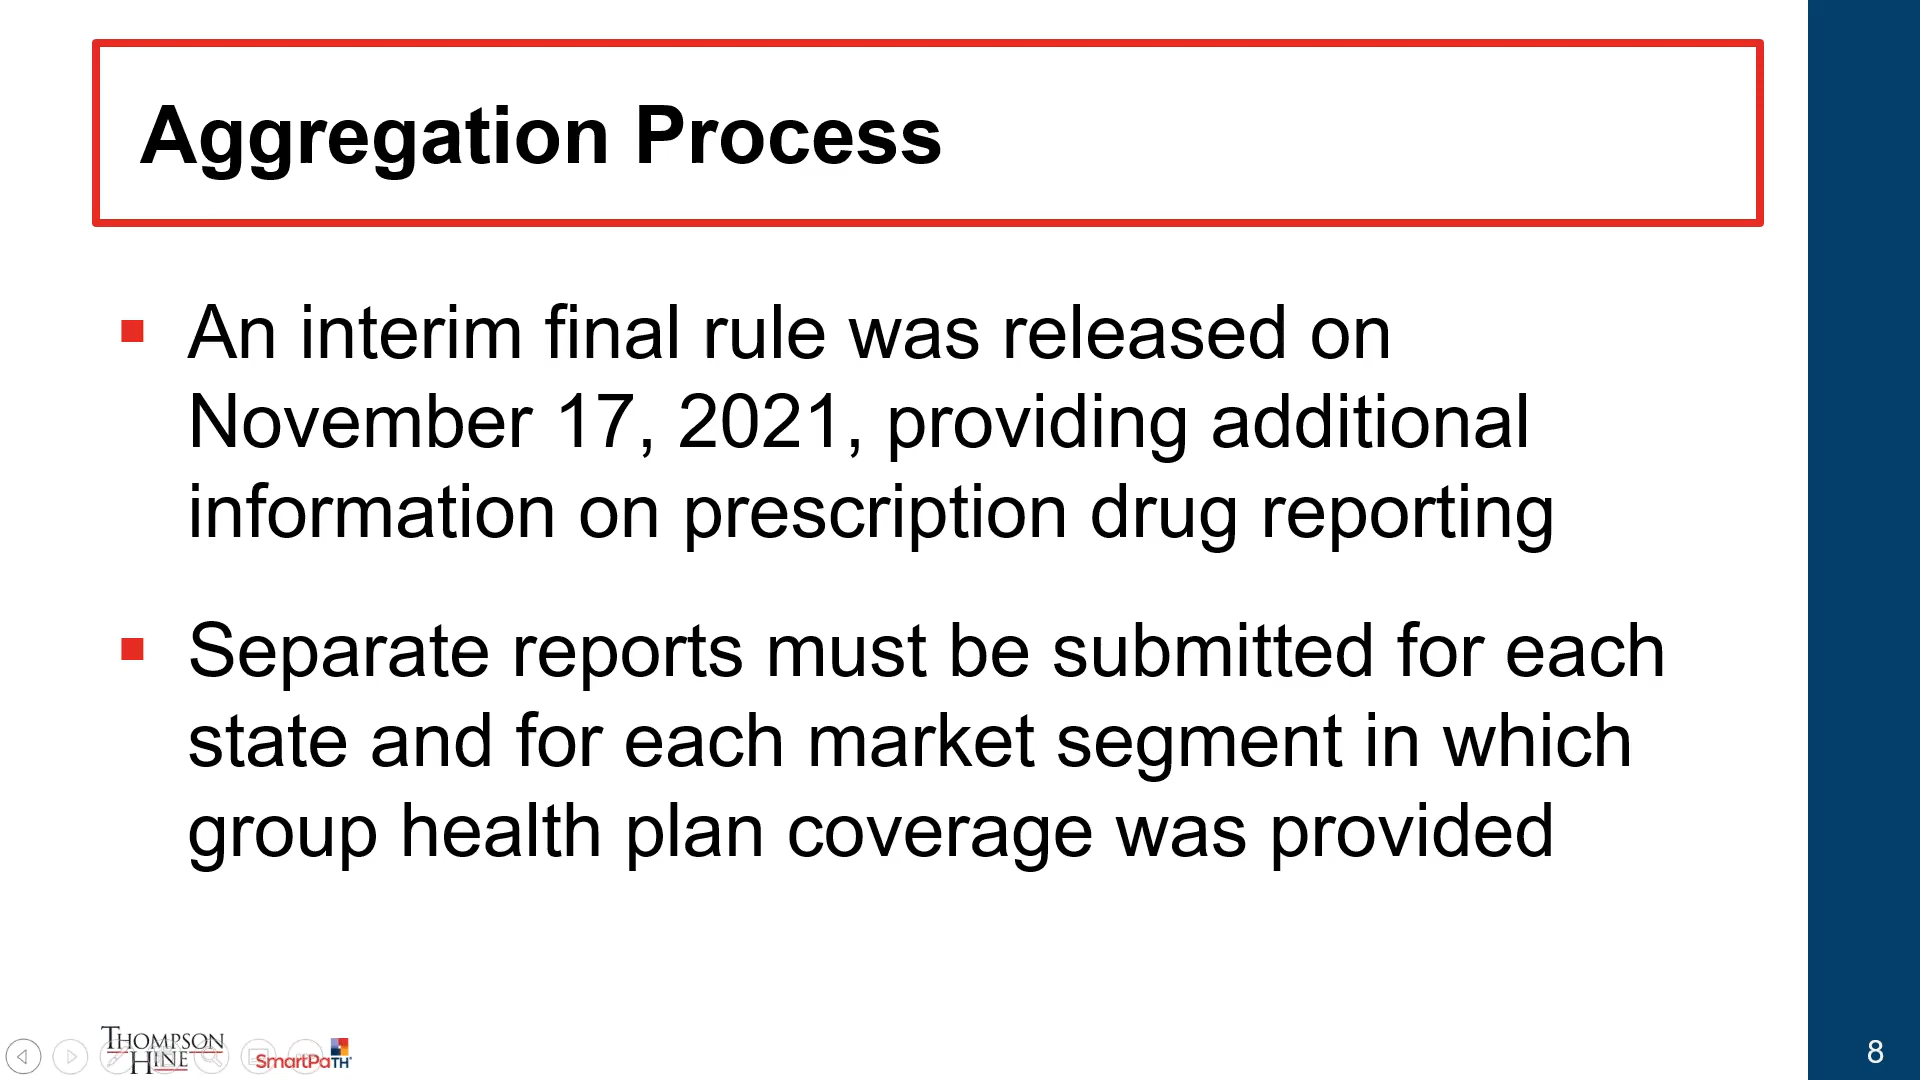 Aggregation Process
An interim final rule was released on
November 17, 2021, providing additional
information on prescription drug reporting
Separate reports must be submitted for each
state and for each market segment in which
group health plan coverage was provided
THOMPSON
HINE
SmartPaTH
8